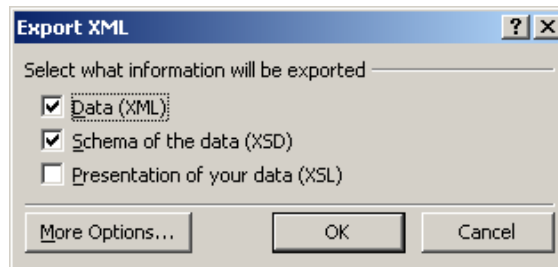 Export XML
Select what information will be exported
Data (XML)
Schema of the data (XSD)
Presentation of your data (XSL)
More Options... OK Cancel